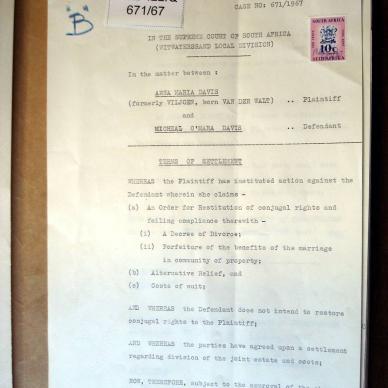 "B"
671/67
CASE NO: 671/1967
IN THE SUPREME COURT OF SOUTH AFRICA
(WITWATERSRAND LOCAL DIVISION)
SOUTH AFRICA
10c
In the matter between :
ANNA MARIA DAVIS
(formerly VILJOEN, born VAN DER WALT) .. Plaintiff
and
MICHEAL O'MARA DAVIS .. Defendant
TERMS OF SETTLEMENT
WHEREAS the Plaintiff has instituted action against the
Defendant wherein she claims -
(a) An Order for Restitution of conjugal rights and
failing compliance therewith -
(i) A Decree of Divorce;
(ii) Forfeiture of the benefits of the marriage
in community of property;
(b) Alternative Relief, and
(c) Costs of suit;
AND WHEREAS the Defendant does not intend to restore
conjugal rights to the Plaintiff;
AND WHEREAS the parties have agreed upon a settlement
regarding division of the joint estate and costs;
NOW, THEREFORE, subject to the approval of the